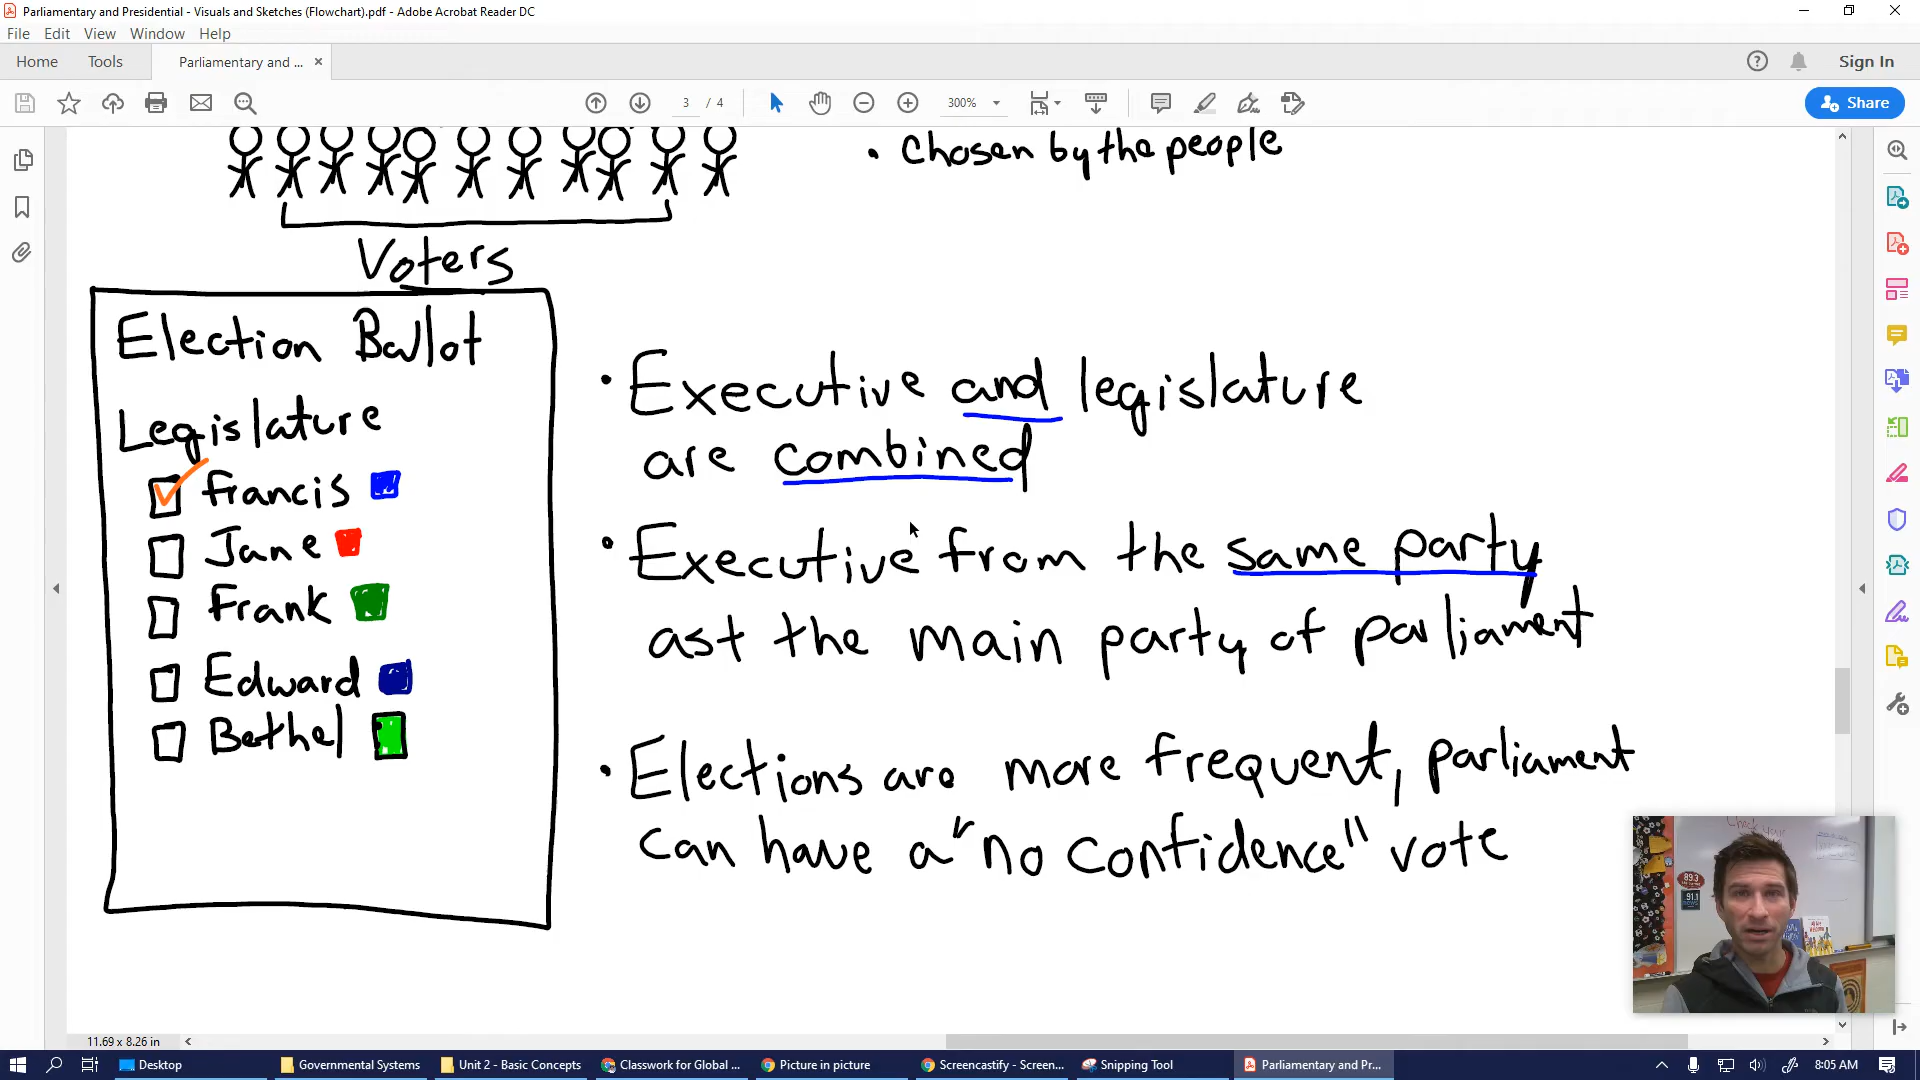 Parliamentary and Presidential - Visuals and Sketches (Flowchart).pdf - Adobe Acrobat Reader DC
File Edit View Window Help
Home Tools Parliamentary and ... × Sign In
3 / 4 300% Share
• Chosen by the people
Voters
Election Ballot
Legislature
Francis
Jane
Frank
Edward
Bethel
• Executive and legislature
are combined
• Executive from the same party
ast the main party of parliament
• Elections are more frequent, parliament
can have a "no confidence" vote
89.3
91.1
11.69 x 8.26 in
Desktop Governmental Systems Unit 2 - Basic Concepts Classwork for Global ... Picture in picture Screencastify - Screen... Snipping Tool Parliamentary and Pr... 8:05 AM